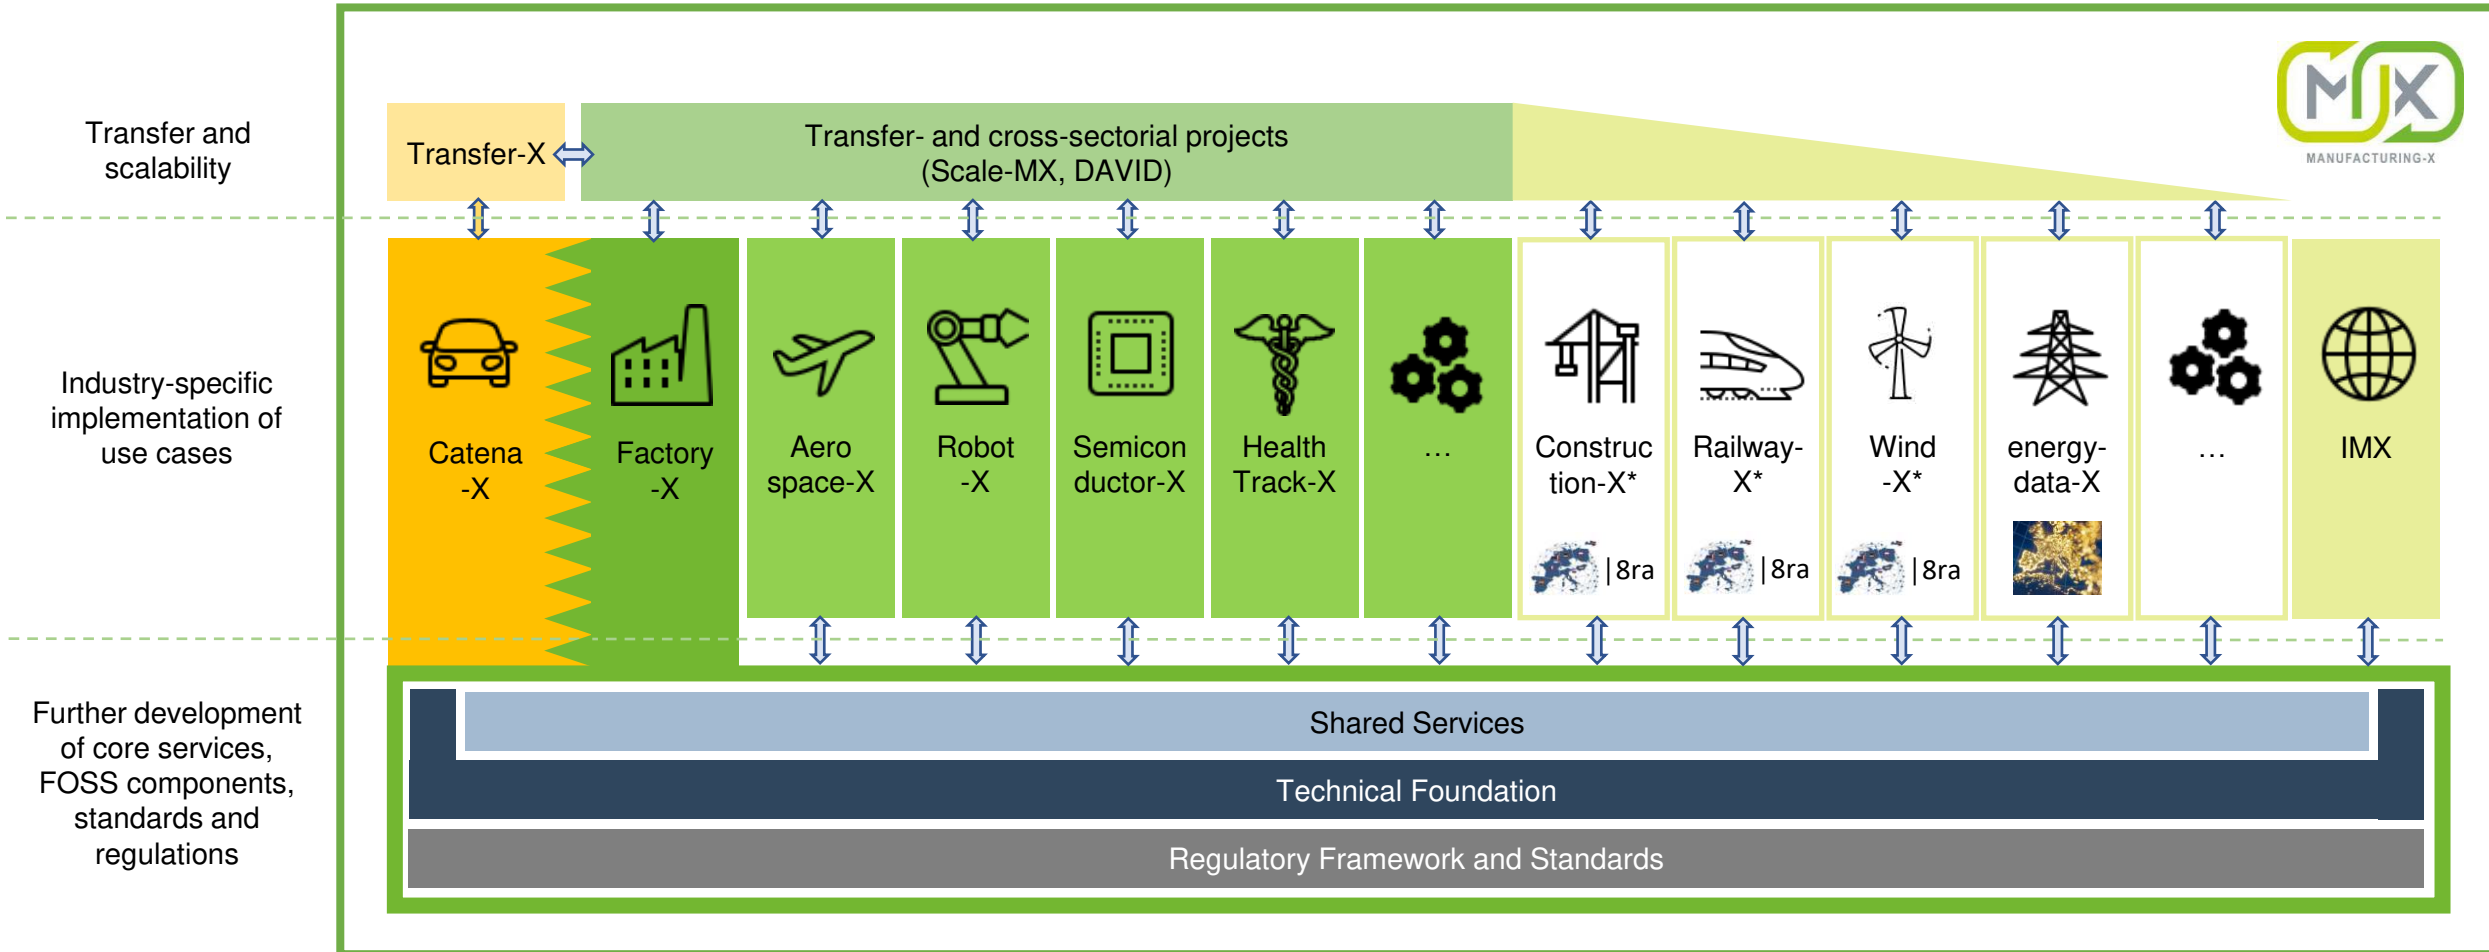 MX
MANUFACTURING-X
Transfer and
scalability
Transfer-X
Transfer- and cross-sectorial projects
(Scale-MX, DAVID)
Industry-specific
implementation of
use cases
Catena
-X
Factory
-X
Aero
space-X
Robot
-X
Semicon
ductor-X
Health
Track-X
...
Construc
tion-X*
|8ra
Railway-
X*
|8ra
Wind
-X*
|8ra
energy-
data-X
...
IMX
Further development
of core services,
FOSS components,
standards and
regulations
Shared Services
Technical Foundation
Regulatory Framework and Standards